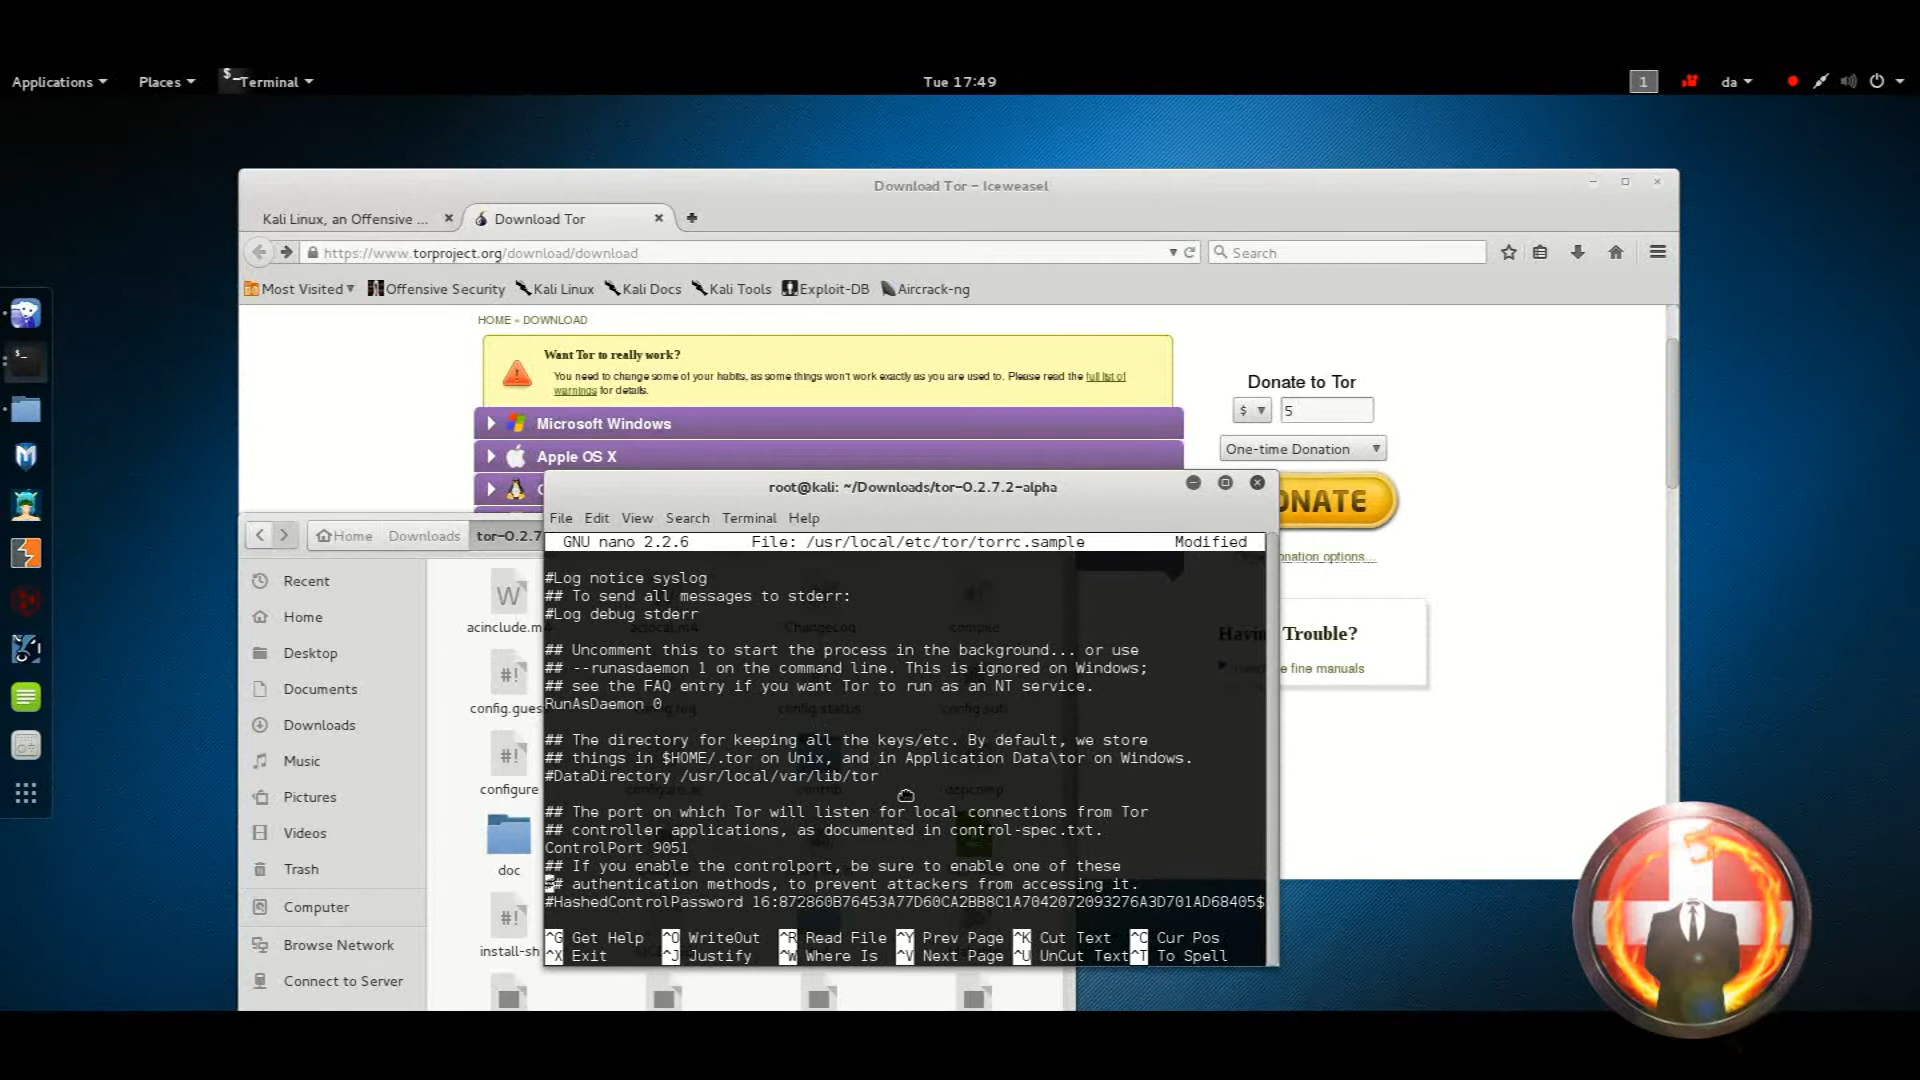 Applications
Places
$_ Terminal
Tue 17:49
1
da
Download Tor – Iceweasel
Kali Linux, an Offensive ...
Download Tor
https://www.torproject.org/download/download
Search
Most Visited
Offensive Security
Kali Linux
Kali Docs
Kali Tools
Exploit-DB
Aircrack-ng
HOME » DOWNLOAD
Want Tor to really work?
You need to change some of your habits, as some things won't work exactly as you are used to. Please read the full list of
warnings for details.
Microsoft Windows
Apple OS X
Donate to Tor
$
5
One-time Donation
ONATE
onation options...
Trouble?
e fine manuals
Home
Downloads
tor-0.2.7
Recent
Home
Desktop
Documents
Downloads
Music
Pictures
Videos
Trash
Computer
Browse Network
Connect to Server
acinclude.m
config.gues
configure
doc
install-sh
root@kali: ~/Downloads/tor-0.2.7.2-alpha
File Edit View Search Terminal Help
GNU nano 2.2.6 File: /usr/local/etc/tor/torrc.sample Modified
#Log notice syslog
## To send all messages to stderr:
#Log debug stderr
## Uncomment this to start the process in the background... or use
## --runasdaemon 1 on the command line. This is ignored on Windows;
## see the FAQ entry if you want Tor to run as an NT service.
RunAsDaemon 0
## The directory for keeping all the keys/etc. By default, we store
## things in $HOME/.tor on Unix, and in Application Data\tor on Windows.
#DataDirectory /usr/local/var/lib/tor
## The port on which Tor will listen for local connections from Tor
## controller applications, as documented in control-spec.txt.
ControlPort 9051
## If you enable the controlport, be sure to enable one of these
## authentication methods, to prevent attackers from accessing it.
#HashedControlPassword 16:872860B76453A77D60CA2BB8C1A7042072093276A3D701AD68405$
^G Get Help ^O WriteOut ^R Read File ^Y Prev Page ^K Cut Text ^C Cur Pos
^X Exit ^J Justify ^W Where Is ^V Next Page ^U UnCut Text ^T To Spell